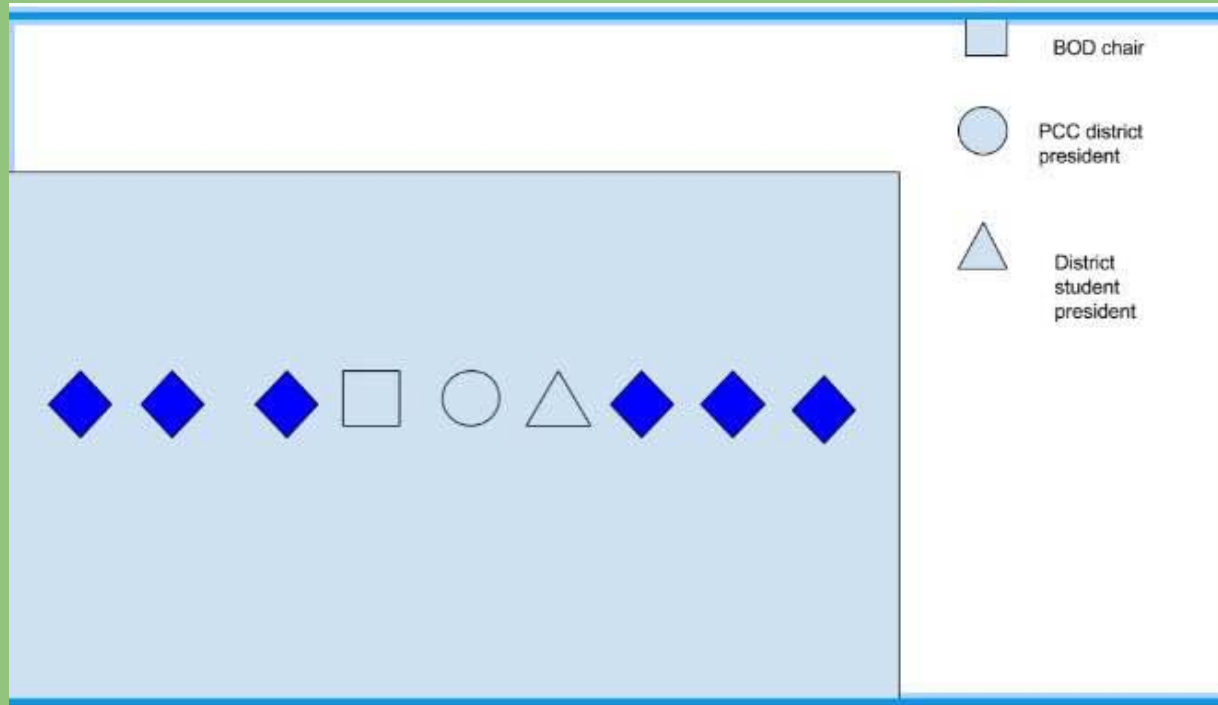 BOD chair
PCC district
president
District
student
president